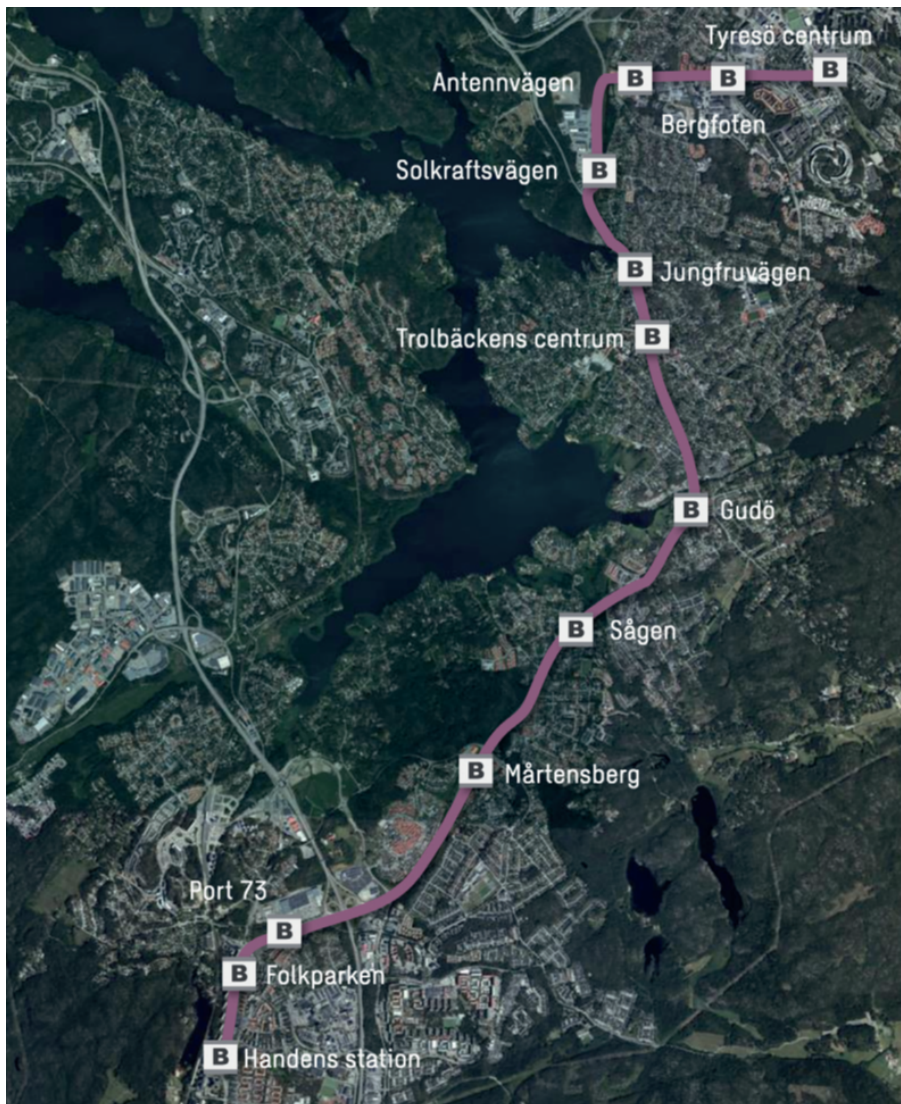 Tyresö centrum
B
Antennvägen
B
B
Bergfoten
Solkraftsvägen
B
B
Jungfruvägen
Trolbäckens centrum
B
B
Gudö
B
Sågen
B
Mårtensberg
Port 73
B
B
Folkparken
B
Handens station